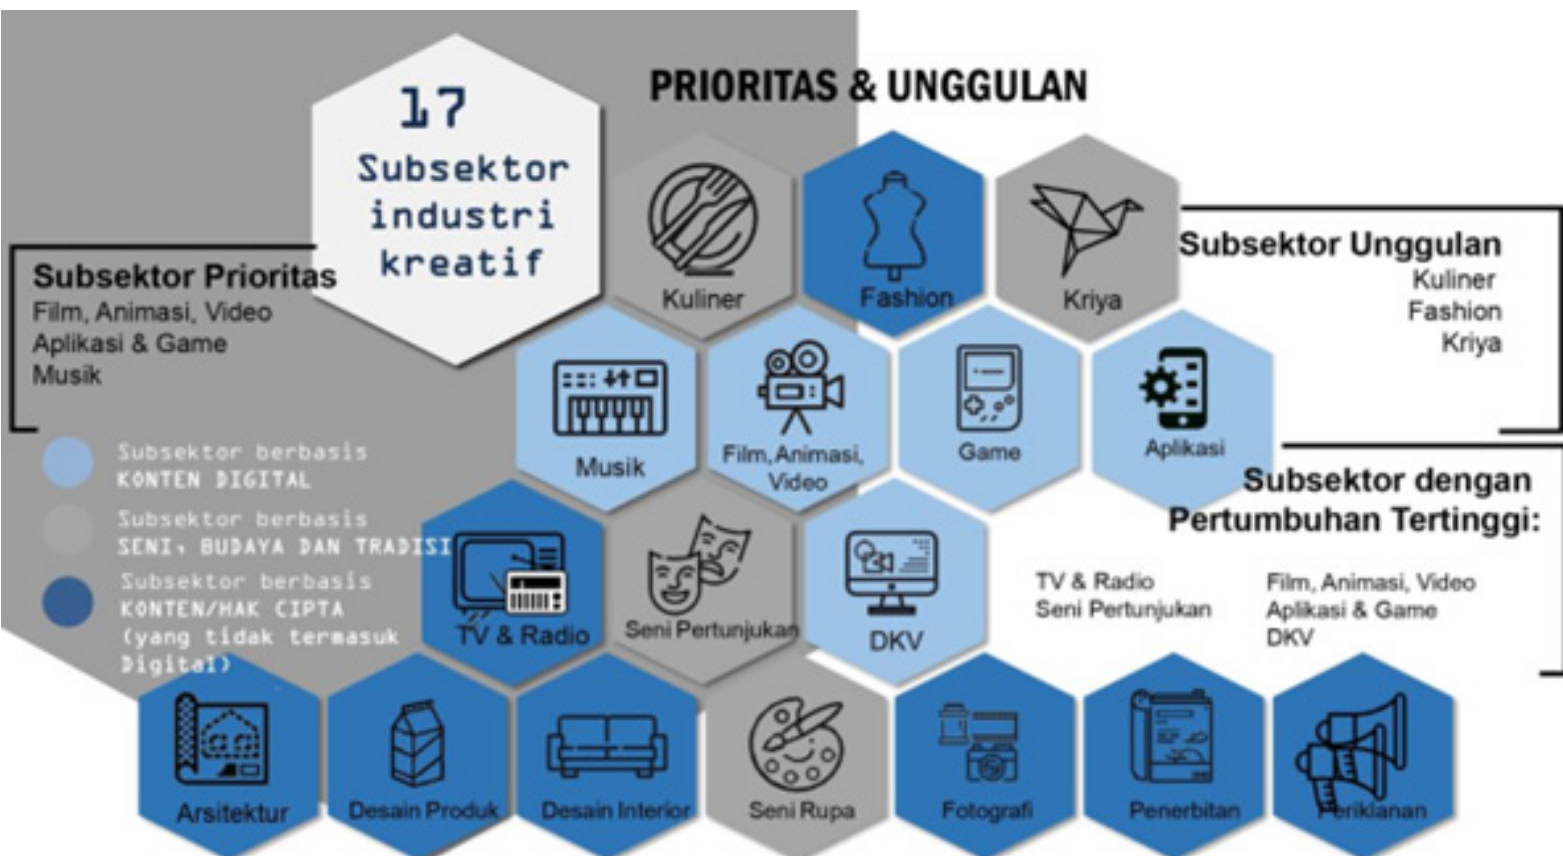 PRIORITAS & UNGGULAN
17
Subsektor
industri
kreatif
Subsektor Prioritas
Film, Animasi, Video
Aplikasi & Game
Musik
Subsektor berbasis
KONTEN DIGITAL
Subsektor berbasis
SENI, BUDAYA DAN TRADISI
Subsektor berbasis
KONTEN/HAK CIPTA
(yang tidak termasuk
Digital)
Kuliner
Fashion
Kriya
Subsektor Unggulan
Kuliner
Fashion
Kriya
Musik
Film, Animasi,
Video
Game
Aplikasi
Subsektor dengan
Pertumbuhan Tertinggi:
TV & Radio
Seni Pertunjukan
Film, Animasi, Video
Aplikasi & Game
DKV
TV & Radio
Seni Pertunjukan
DKV
Arsitektur
Desain Produk
Desain Interior
Seni Rupa
Fotografi
Penerbitan
Periklanan